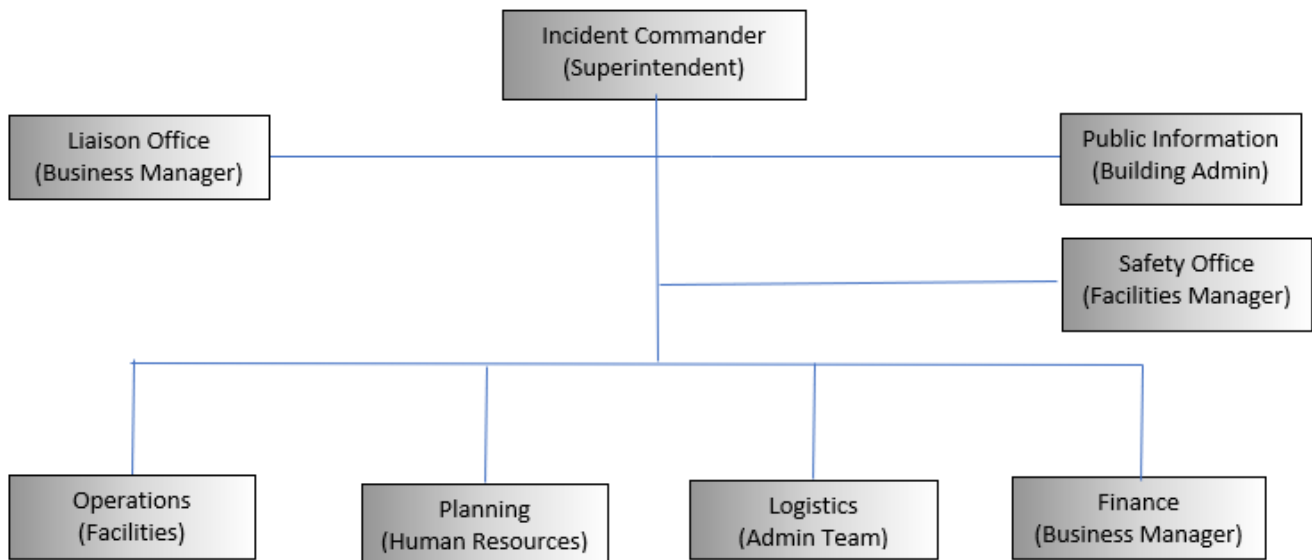 Incident Commander
(Superintendent)
Liaison Office
(Business Manager)
Public Information
(Building Admin)
Safety Office
(Facilities Manager)
Operations
(Facilities)
Planning
(Human Resources)
Logistics
(Admin Team)
Finance
(Business Manager)